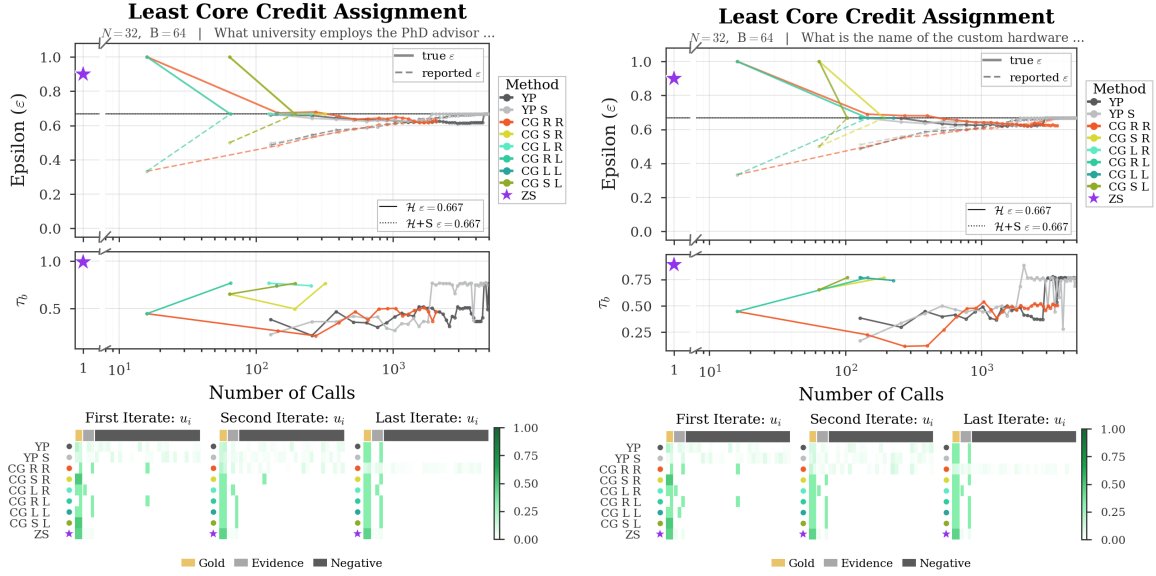 Least Core Credit Assignment
N=32, B=64 | What university employs the PhD advisor ...
Epsilon (ε)
1.0
0.8
0.6
0.4
0.2
0.0
true ε
reported ε
ℋ ε=0.667
ℋ+S ε=0.667
1 10¹ 10² 10³
Method
YP
YP S
CG R R
CG S R
CG L R
CG R L
CG L L
CG S L
ZS
τb
1.0
0.5
1 10¹ 10² 10³
Number of Calls
First Iterate: uᵢ Second Iterate: uᵢ Last Iterate: uᵢ
YP
YP S
CG R R
CG S R
CG L R
CG R L
CG L L
CG S L
ZS
1.00
0.75
0.50
0.25
0.00
Gold Evidence Negative
Least Core Credit Assignment
N=32, B=64 | What is the name of the custom hardware ...
Epsilon (ε)
1.0
0.8
0.6
0.4
0.2
0.0
true ε
reported ε
ℋ ε=0.667
ℋ+S ε=0.667
1 10¹ 10² 10³
Method
YP
YP S
CG R R
CG S R
CG L R
CG R L
CG L L
CG S L
ZS
τb
0.75
0.50
0.25
1 10¹ 10² 10³
Number of Calls
First Iterate: uᵢ Second Iterate: uᵢ Last Iterate: uᵢ
YP
YP S
CG R R
CG S R
CG L R
CG R L
CG L L
CG S L
ZS
1.00
0.75
0.50
0.25
0.00
Gold Evidence Negative